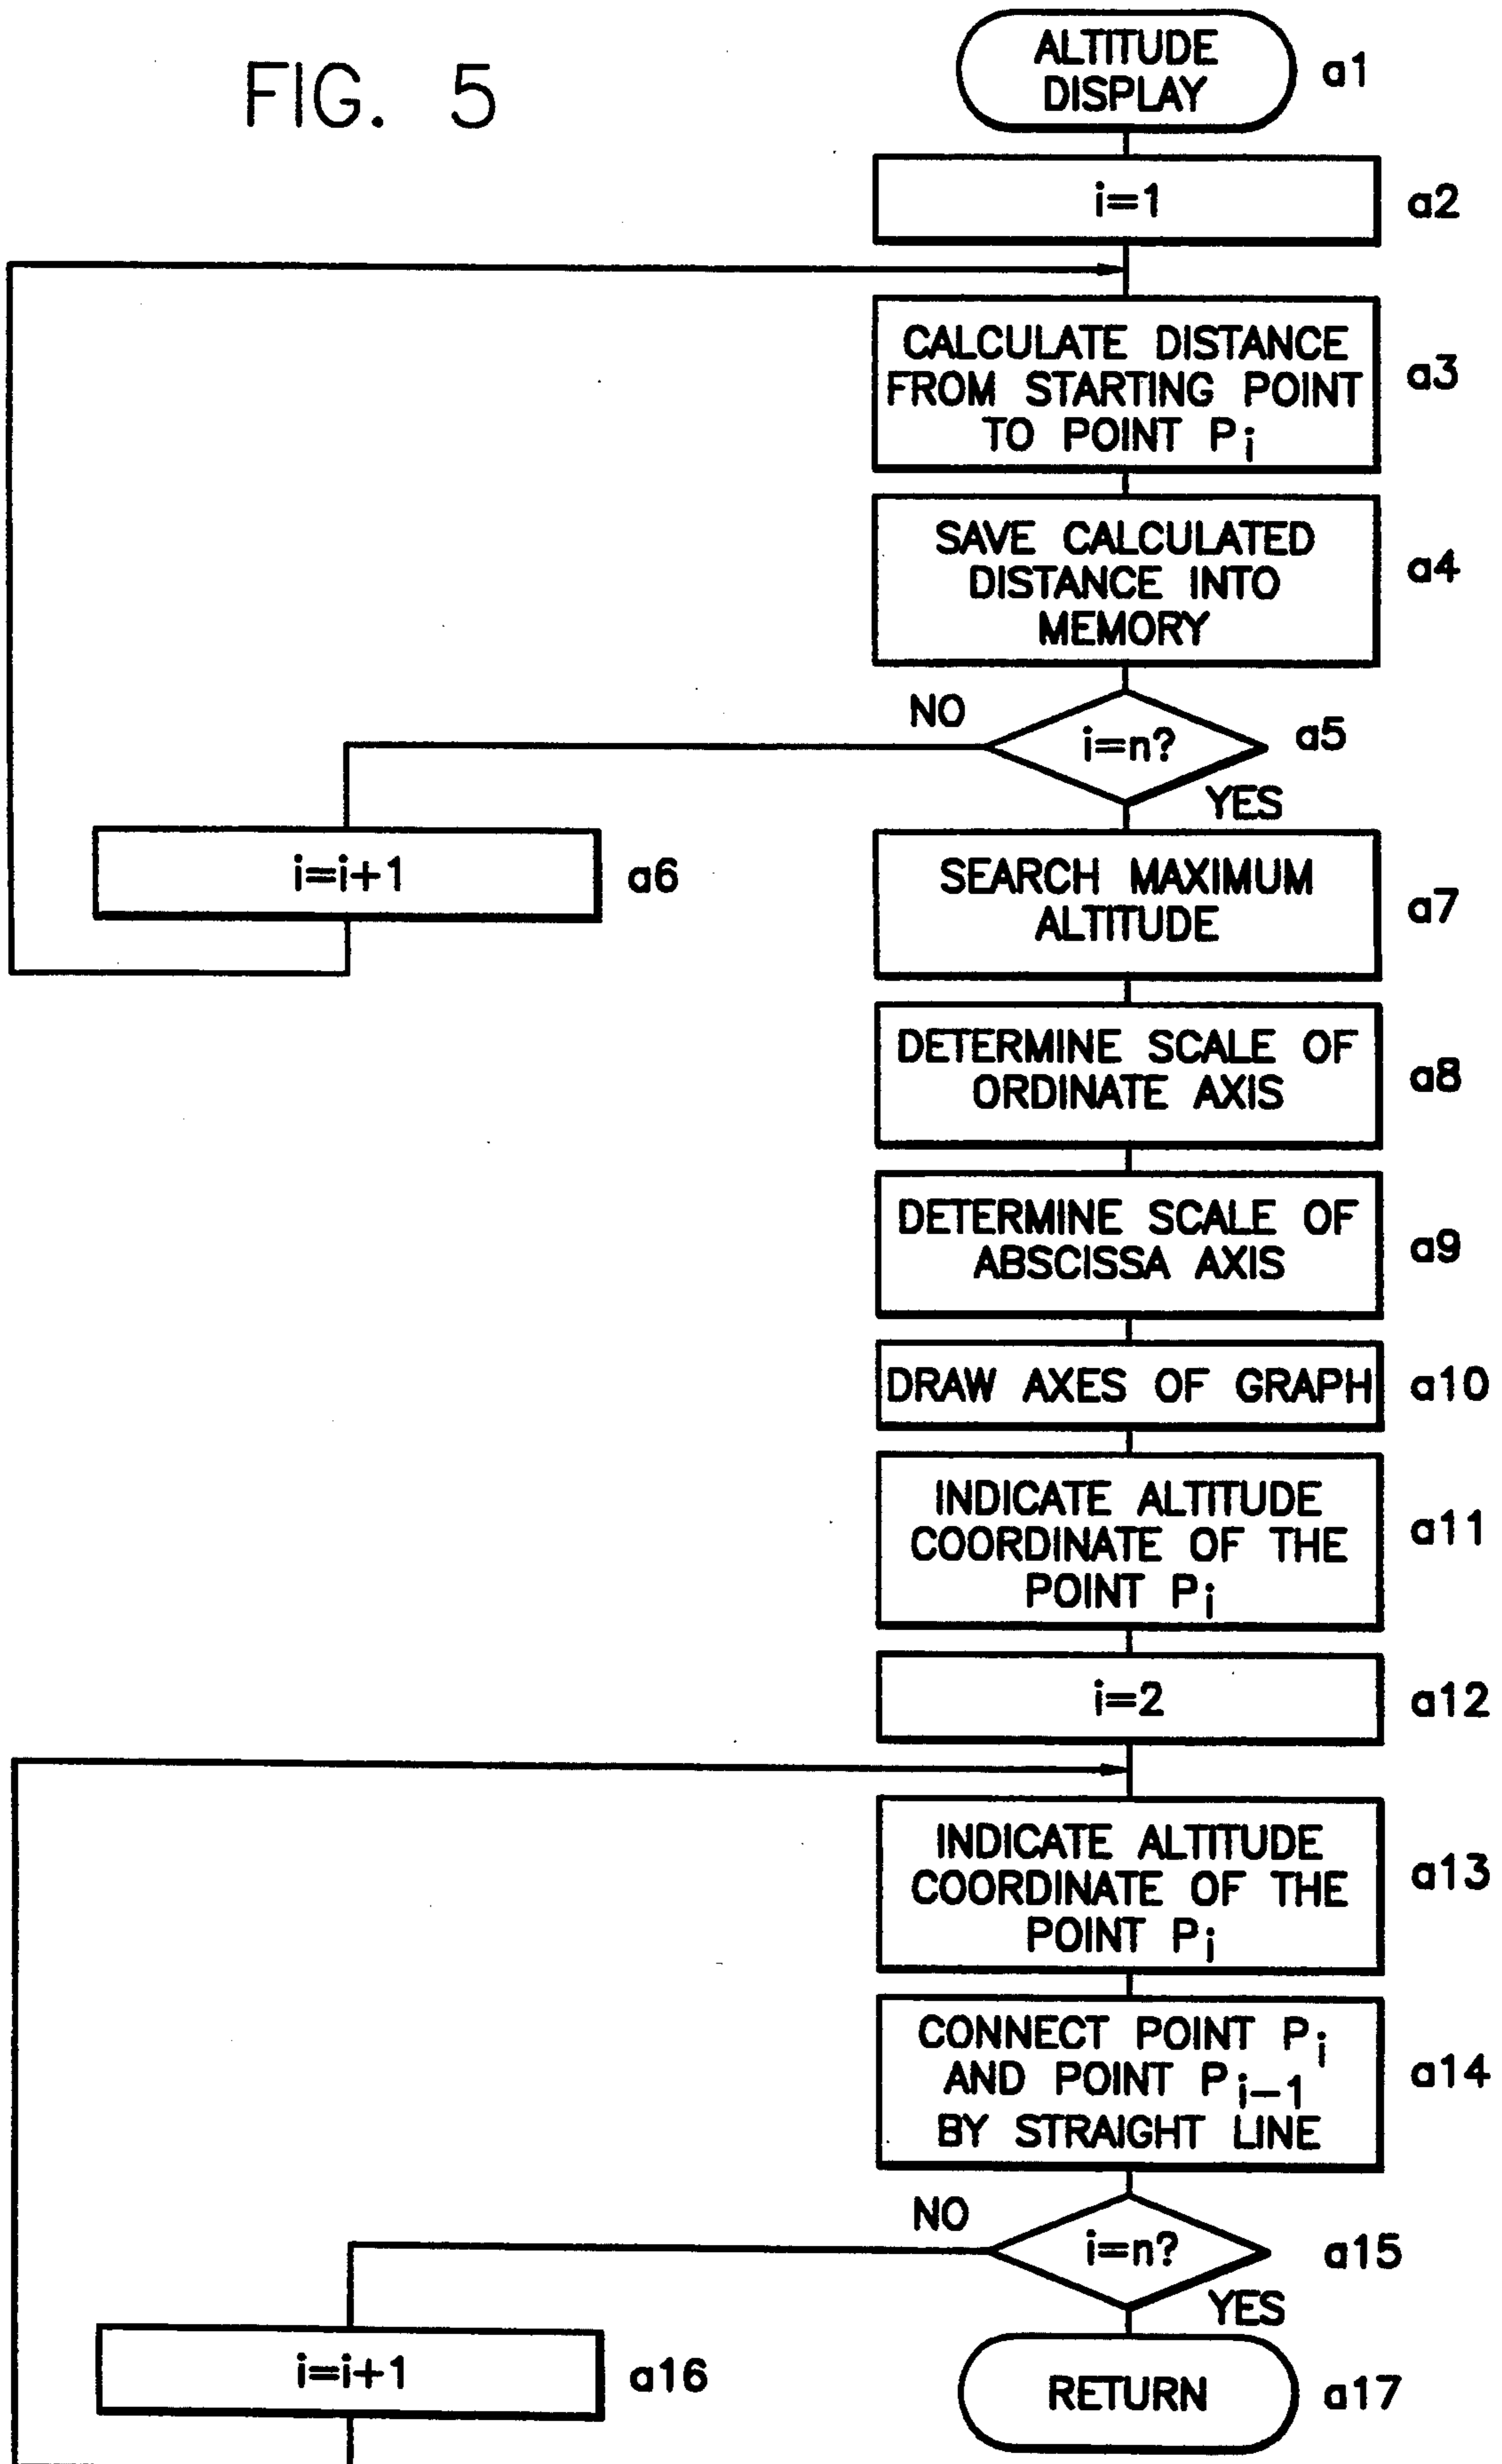 FIG. 5
ALTITUDE
DISPLAY
a1
i=1
a2
CALCULATE DISTANCE
FROM STARTING POINT
TO POINT Pi
a3
SAVE CALCULATED
DISTANCE INTO
MEMORY
a4
NO
i=n?
a5
YES
i=i+1
a6
SEARCH MAXIMUM
ALTITUDE
a7
DETERMINE SCALE OF
ORDINATE AXIS
a8
DETERMINE SCALE OF
ABSCISSA AXIS
a9
DRAW AXES OF GRAPH
a10
INDICATE ALTITUDE
COORDINATE OF THE
POINT Pi
a11
i=2
a12
INDICATE ALTITUDE
COORDINATE OF THE
POINT Pi
a13
CONNECT POINT Pi
AND POINT Pi-1
BY STRAIGHT LINE
a14
NO
i=n?
a15
YES
i=i+1
a16
RETURN
a17